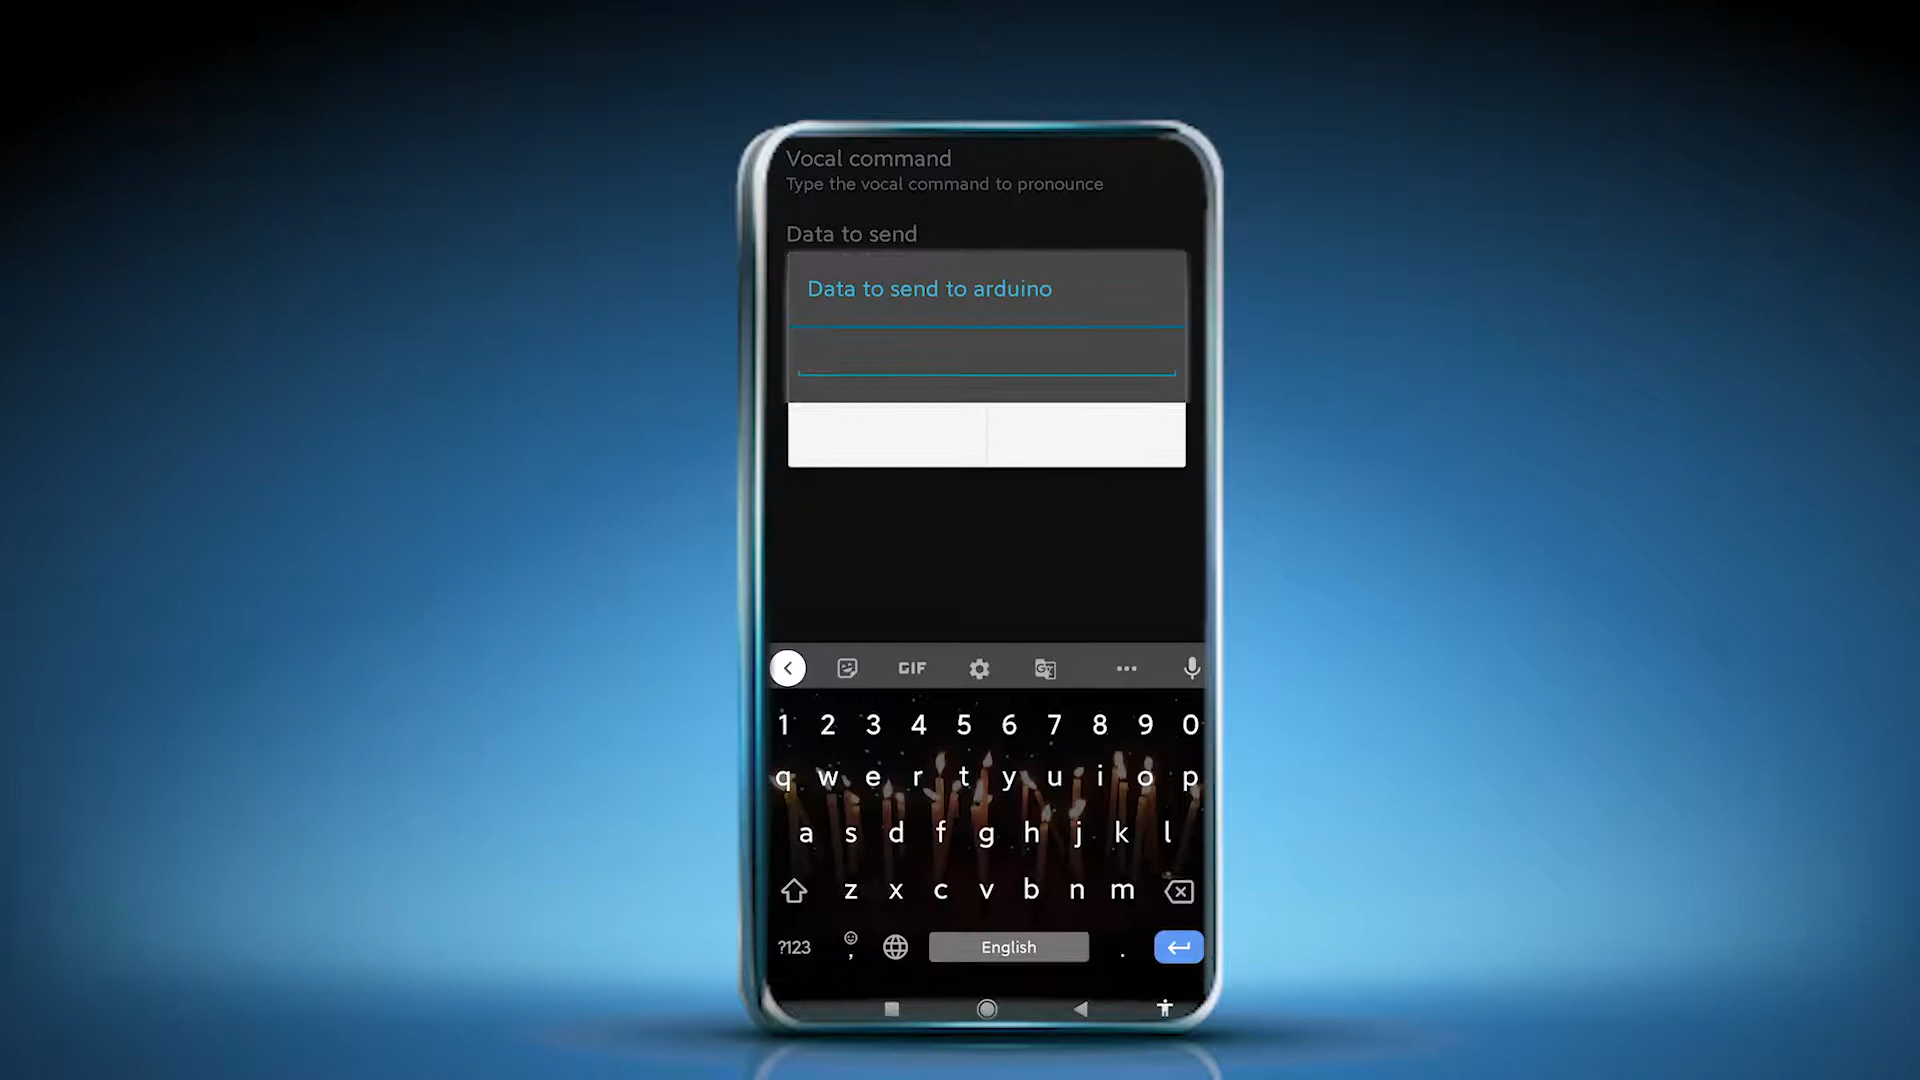 Vocal command
Type the vocal command to pronounce
Data to send
Data to send to arduino
GIF
1 2 3 4 5 6 7 8 9 0
q w e r t y u i o p
a s d f g h j k l
z x c v b n m
?123 , English .